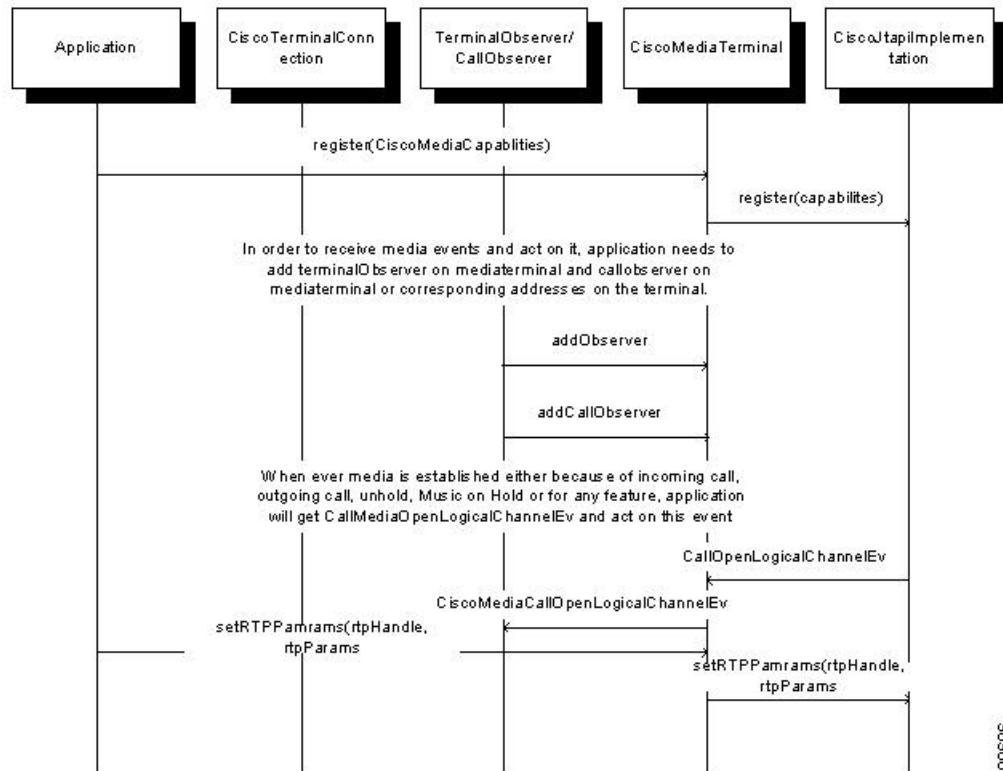 Application
CiscoTerminalConn
ection
TerminalObserver/
CallObserver
CiscoMediaTerminal
CiscoJtapiImplemen
tation
register(CiscoMediaCapablities)
register(capabilites)
In order to receive media events and act on it, application needs to
add terminalObserver on mediaterminal and callobserver on
mediaterminal or corresponding addresses on the terminal.
addObserver
addCallObserver
When ever media is established either because of incoming call,
outgoing call, unhold, Music on Hold or for any feature, application
will get CallMediaOpenLogicalChannelEv and act on this event
CallOpenLogicalChannelEv
CiscoMediaCallOpenLogicalChannelEv
setRTPPamrams(rtpHandle,
rtpParams
setRTPPamrams(rtpHandle,
rtpParams